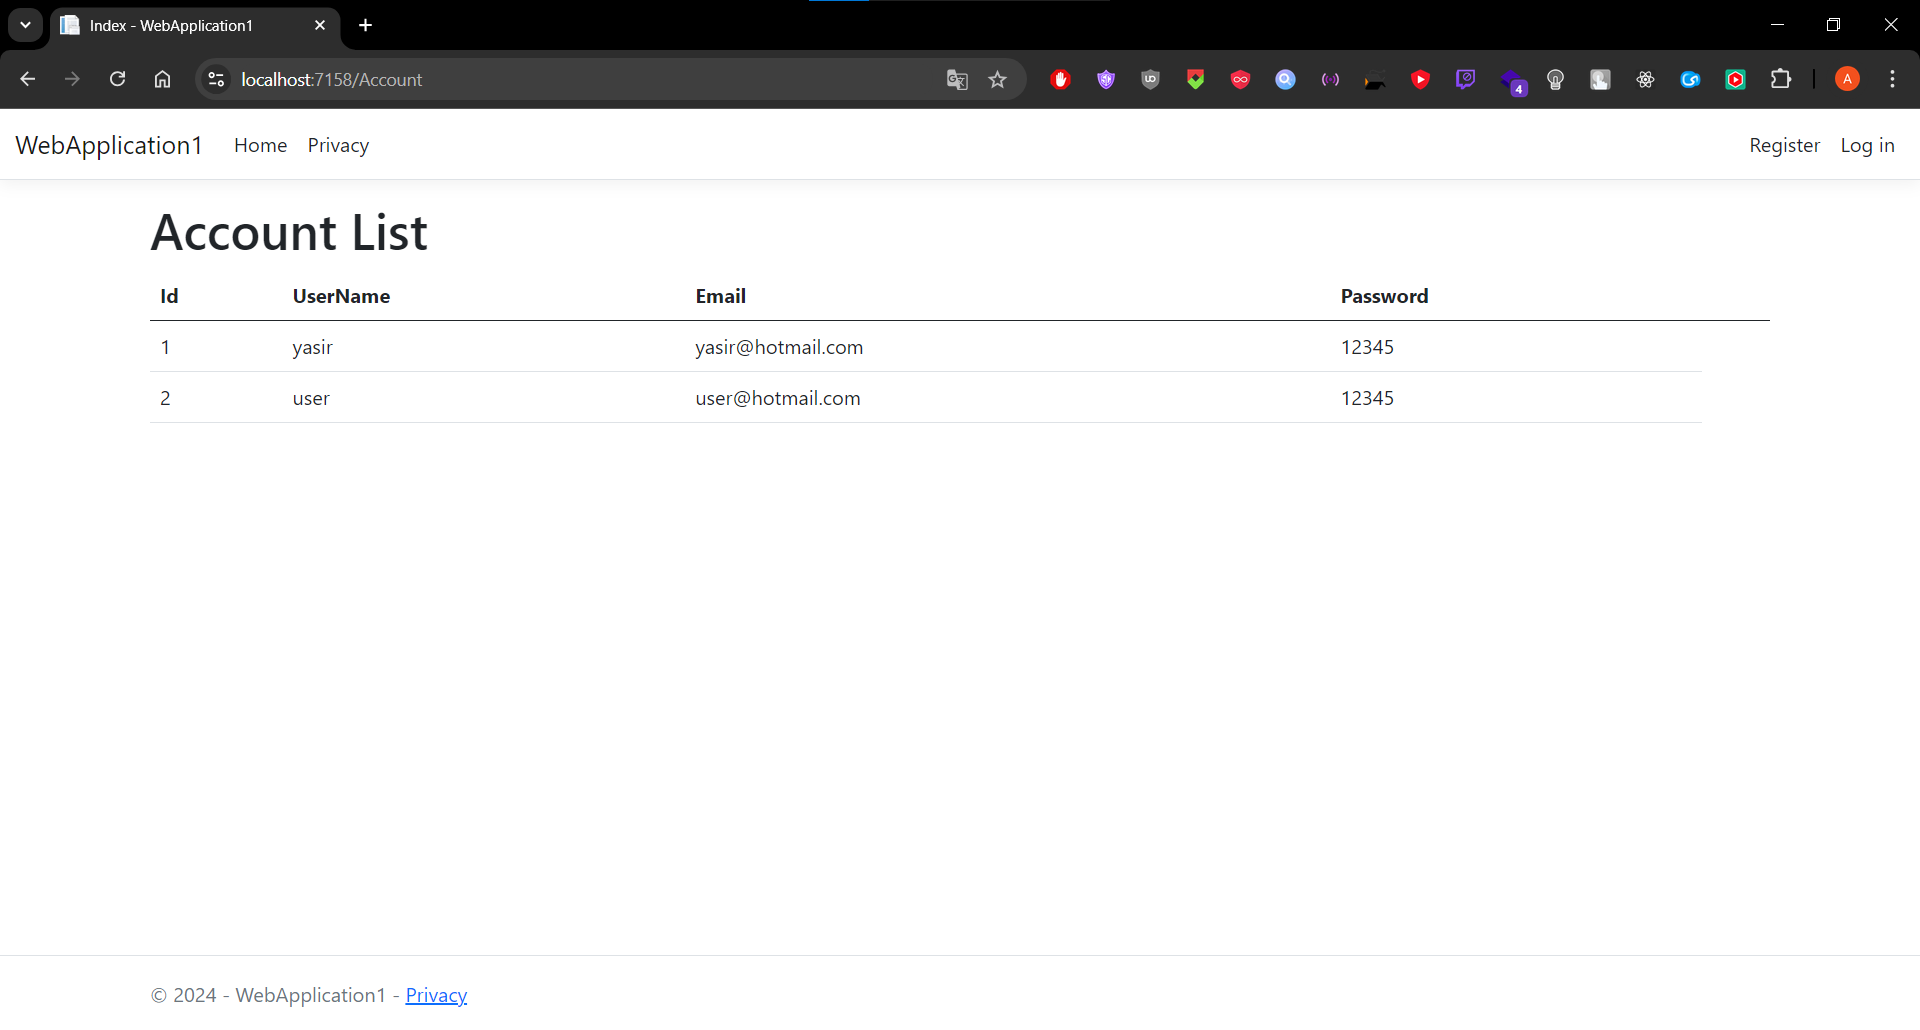 Index - WebApplication1
localhost:7158/Account
4
A
WebApplication1 Home Privacy Register Log in
Account List
Id UserName Email Password
1 yasir yasir@hotmail.com 12345
2 user user@hotmail.com 12345
© 2024 - WebApplication1 - Privacy